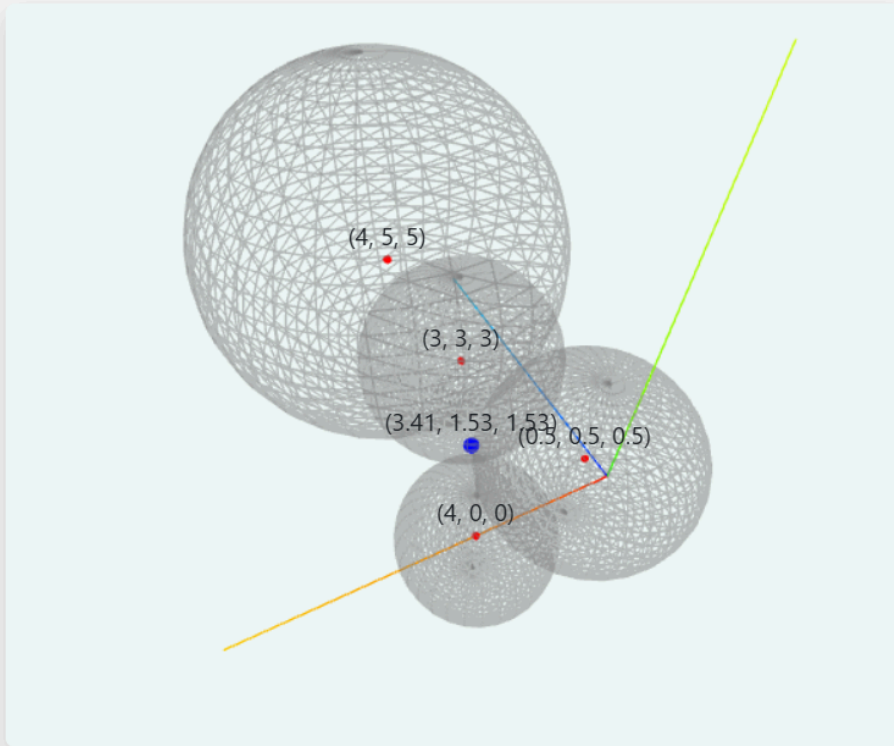 (4, 5, 5)
(3, 3, 3)
(3.41, 1.53, 1.53)
(0.5, 0.5, 0.5)
(4, 0, 0)